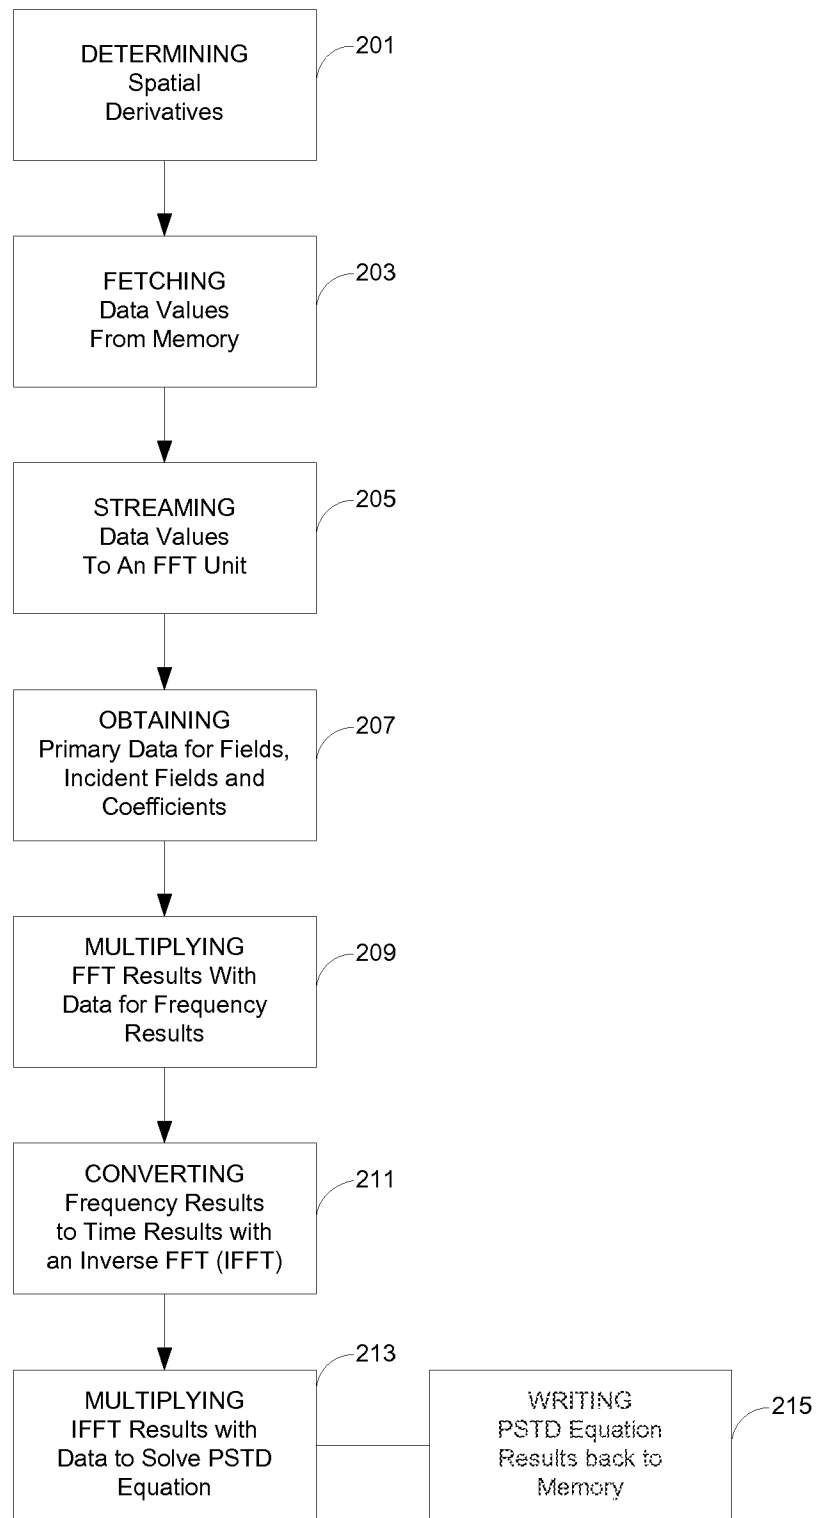 DETERMINING
Spatial
Derivatives
201
FETCHING
Data Values
From Memory
203
STREAMING
Data Values
To An FFT Unit
205
OBTAINING
Primary Data for Fields,
Incident Fields and
Coefficients
207
MULTIPLYING
FFT Results With
Data for Frequency
Results
209
CONVERTING
Frequency Results
to Time Results with
an Inverse FFT (IFFT)
211
MULTIPLYING
IFFT Results with
Data to Solve PSTD
Equation
213
WRITING
PSTD Equation
Results back to
Memory
215